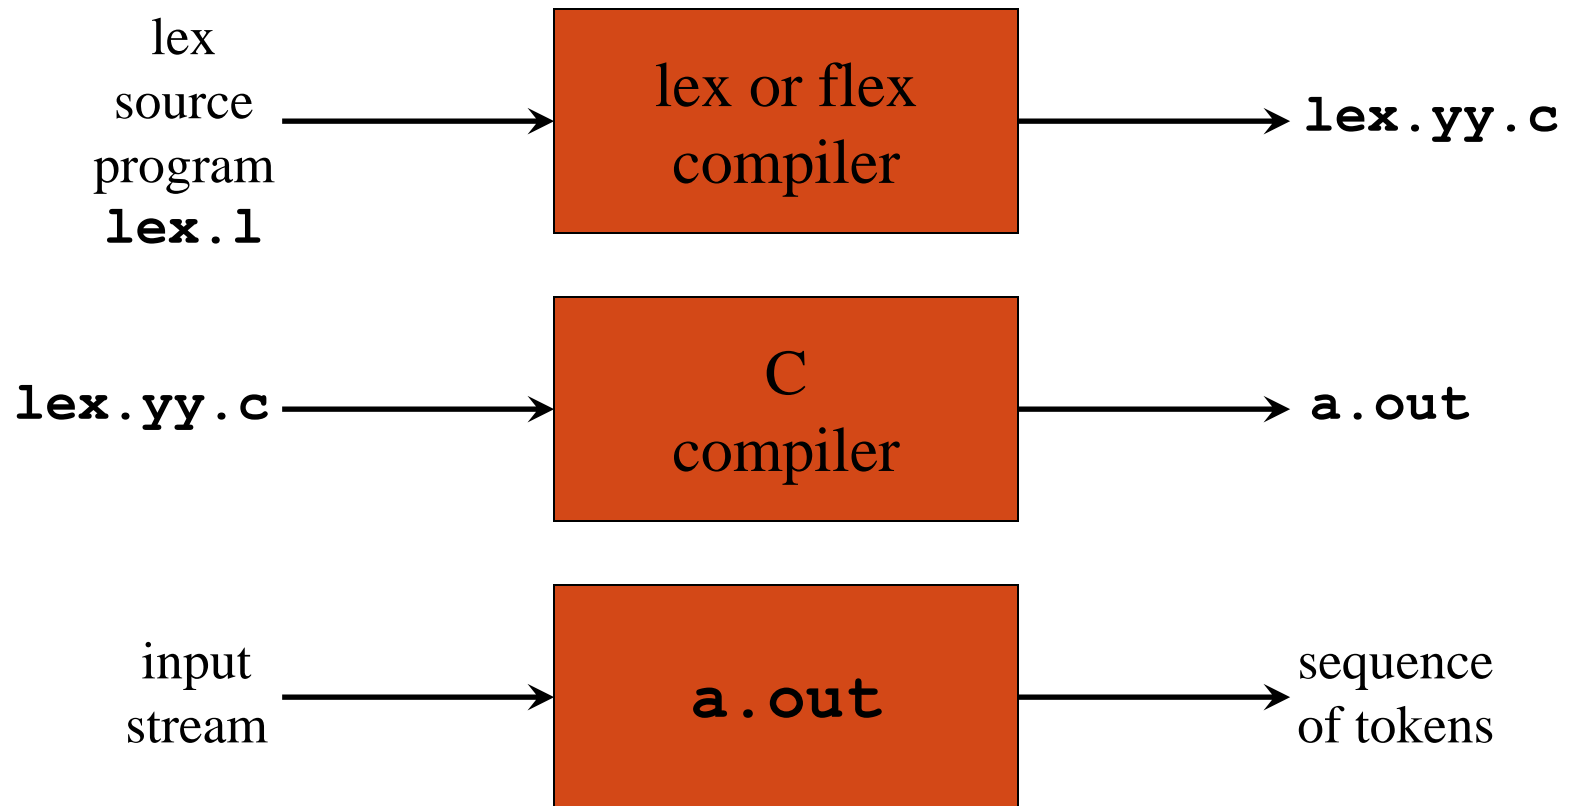 lex
source
program
lex.l
lex or flex
compiler
lex.yy.c
lex.yy.c
C
compiler
a.out
input
stream
a.out
sequence
of tokens